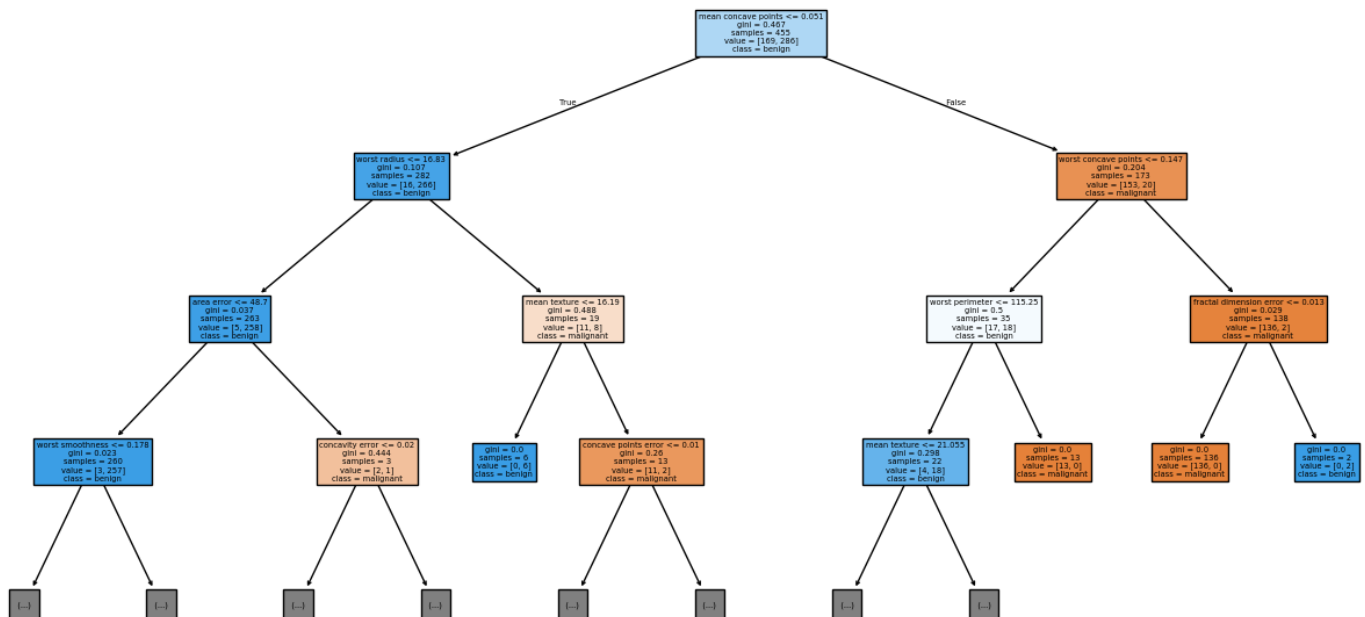 mean concave points <= 0.051
gini = 0.467
samples = 455
value = [169, 286]
class = benign
True
False
worst radius <= 16.83
gini = 0.107
samples = 282
value = [16, 266]
class = benign
worst concave points <= 0.147
gini = 0.204
samples = 173
value = [153, 20]
class = malignant
area error <= 48.7
gini = 0.037
samples = 263
value = [5, 258]
class = benign
mean texture <= 16.19
gini = 0.488
samples = 19
value = [11, 8]
class = malignant
worst perimeter <= 115.25
gini = 0.5
samples = 35
value = [17, 18]
class = benign
fractal dimension error <= 0.013
gini = 0.029
samples = 138
value = [136, 2]
class = malignant
worst smoothness <= 0.178
gini = 0.023
samples = 260
value = [3, 257]
class = benign
concavity error <= 0.02
gini = 0.444
samples = 3
value = [2, 1]
class = malignant
gini = 0.0
samples = 6
value = [0, 6]
class = benign
concave points error <= 0.01
gini = 0.26
samples = 13
value = [11, 2]
class = malignant
mean texture <= 21.055
gini = 0.298
samples = 22
value = [4, 18]
class = benign
gini = 0.0
samples = 13
value = [13, 0]
class = malignant
gini = 0.0
samples = 136
value = [136, 0]
class = malignant
gini = 0.0
samples = 2
value = [0, 2]
class = benign
(...)
(...)
(...)
(...)
(...)
(...)
(...)
(...)